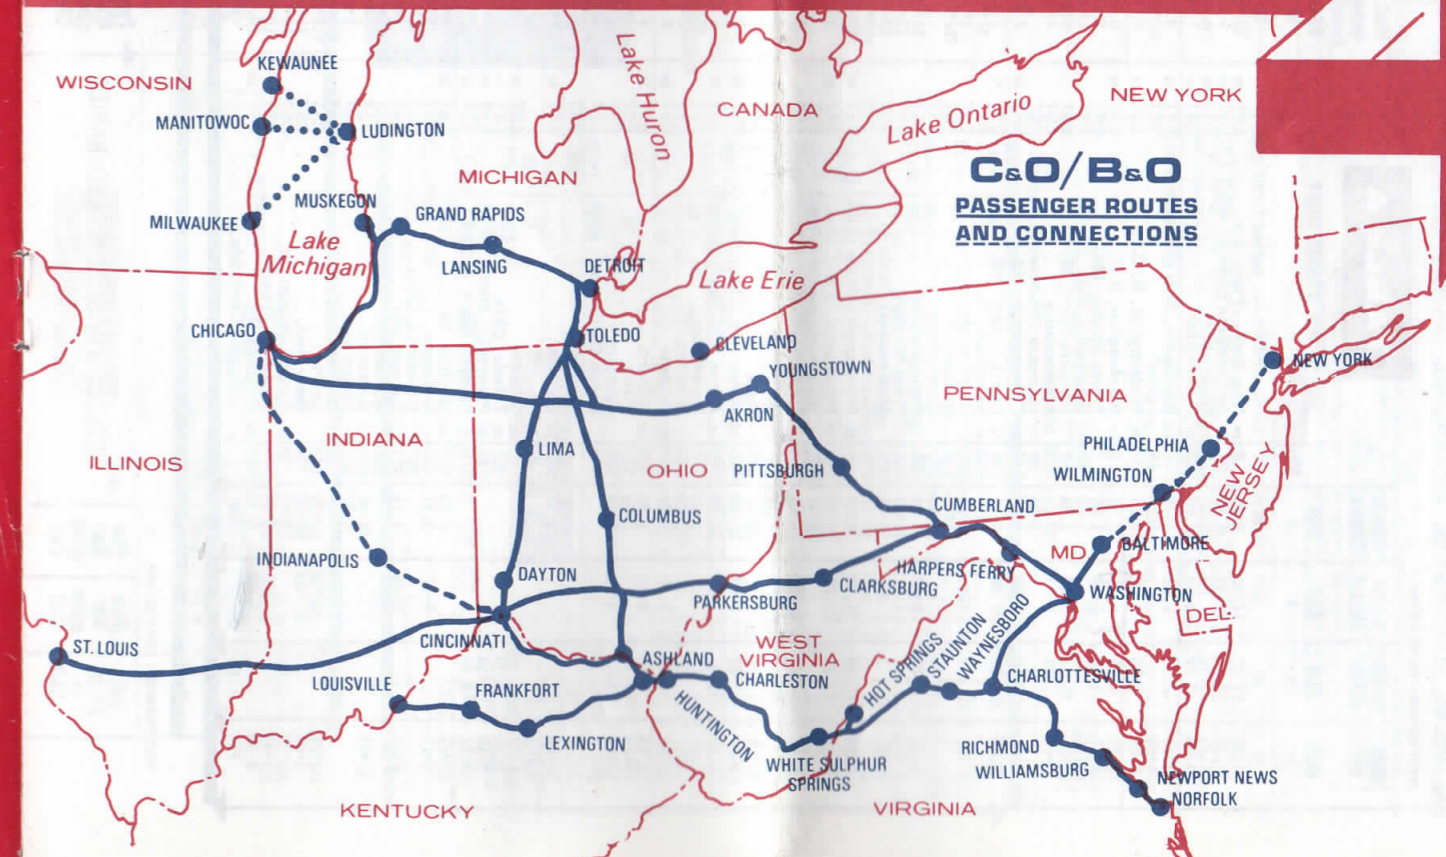 KEWAUNEE
WISCONSIN
MANITOWOC
LUDINGTON
Lake Huron
CANADA
Lake Ontario
NEW YORK
C&O/B&O
PASSENGER ROUTES
AND CONNECTIONS
MICHIGAN
MUSKEGON
GRAND RAPIDS
MILWAUKEE
Lake
Michigan
LANSING
DETROIT
Lake Erie
CHICAGO
TOLEDO
CLEVELAND
YOUNGSTOWN
NEW YORK
AKRON
PENNSYLVANIA
INDIANA
ILLINOIS
LIMA
OHIO
PITTSBURGH
PHILADELPHIA
WILMINGTON
NEW
JERSEY
COLUMBUS
CUMBERLAND
INDIANAPOLIS
DAYTON
HARPERS FERRY
MD
BALTIMORE
PARKERSBURG
CLARKSBURG
WASHINGTON
DEL.
ST. LOUIS
CINCINNATI
ASHLAND
WEST
VIRGINIA
CHARLESTON
HOT SPRINGS
STAUNTON
WAYNESBORO
CHARLOTTESVILLE
LOUISVILLE
FRANKFORT
HUNTINGTON
LEXINGTON
WHITE SULPHUR
SPRINGS
RICHMOND
WILLIAMSBURG
NEWPORT NEWS
NORFOLK
KENTUCKY
VIRGINIA